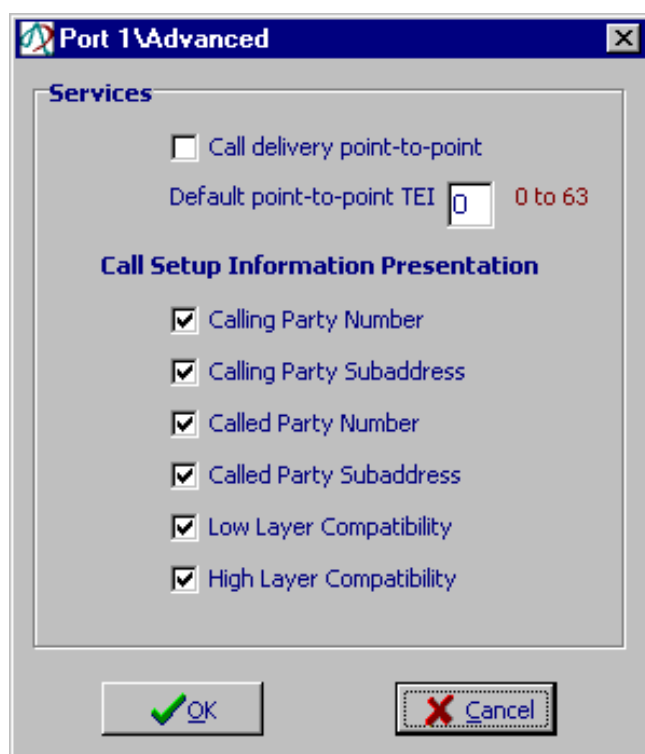 Port 1\Advanced
Services
Call delivery point-to-point
Default point-to-point TEI 0 0 to 63
Call Setup Information Presentation
Calling Party Number
Calling Party Subaddress
Called Party Number
Called Party Subaddress
Low Layer Compatibility
High Layer Compatibility
OK Cancel